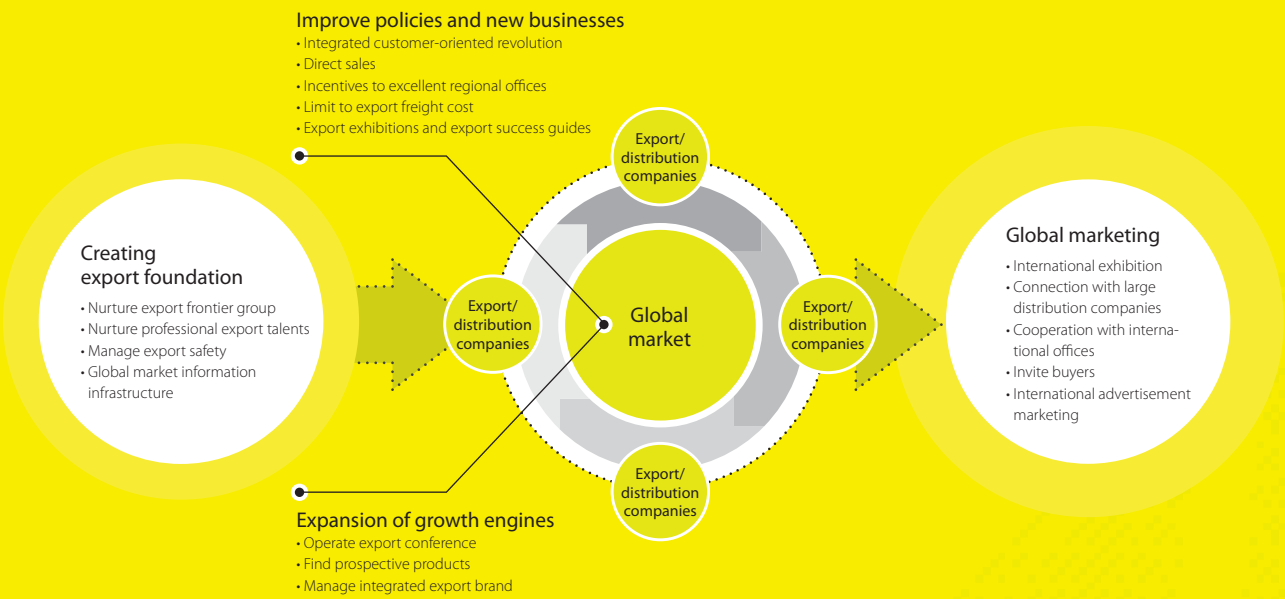 Improve policies and new businesses
• Integrated customer-oriented revolution
• Direct sales
• Incentives to excellent regional offices
• Limit to export freight cost
• Export exhibitions and export success guides
Creating
export foundation
• Nurture export frontier group
• Nurture professional export talents
• Manage export safety
• Global market information
infrastructure
Export/
distribution
companies
Export/
distribution
companies
Global
market
Export/
distribution
companies
Export/
distribution
companies
Global marketing
• International exhibition
• Connection with large
distribution companies
• Cooperation with interna-
tional offices
• Invite buyers
• International advertisement
marketing
Expansion of growth engines
• Operate export conference
• Find prospective products
• Manage integrated export brand